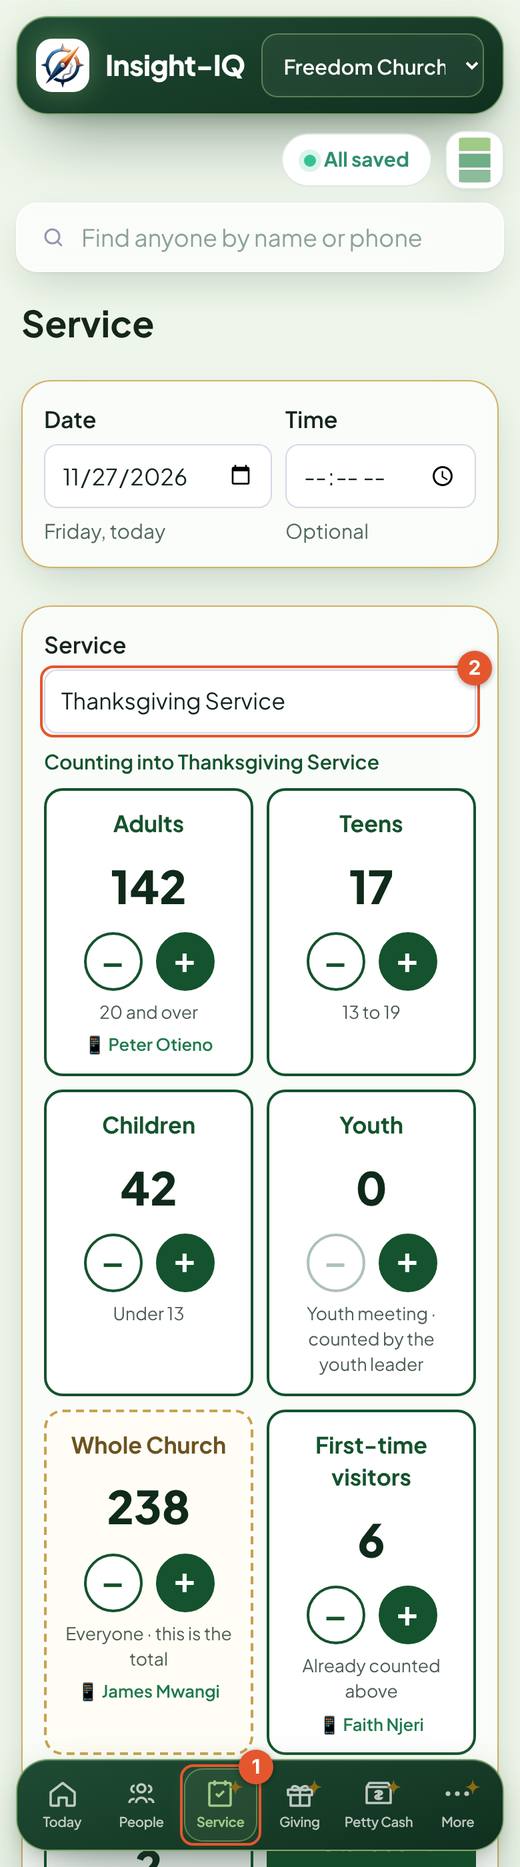 Insight-IQ
Freedom Church
All saved
Find anyone by name or phone
Service
Date
Time
11/27/2026
--:-- --
Friday, today
Optional
Service
2
Thanksgiving Service
Counting into Thanksgiving Service
Adults
142
− +
20 and over
Peter Otieno
Teens
17
− +
13 to 19
Children
42
− +
Under 13
Youth
0
− +
Youth meeting ·
counted by the
youth leader
Whole Church
238
− +
Everyone · this is the
total
James Mwangi
First-time
visitors
6
− +
Already counted
above
Faith Njeri
1
Today
People
Service
Giving
Petty Cash
More